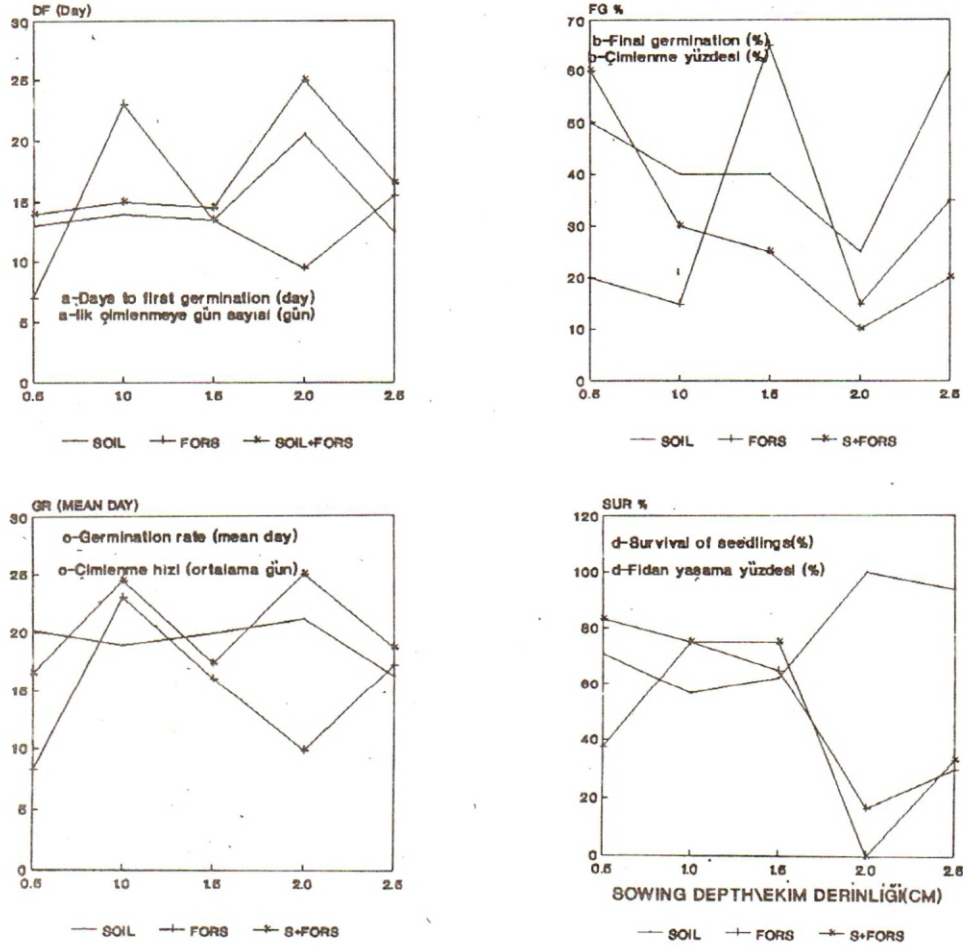 DF (Day)
30
25
20
15
10
5
0
a-Days to first germination (day)
a-İlk çimlenmeye gün sayısı (gün)
0.5 1.0 1.5 2.0 2.5
SOIL FORS SOIL+FORS
FG %
70
60
50
40
30
20
10
0
b-Final germination (%)
b-Çimlenme yüzdesi (%)
0.5 1.0 1.5 2.0 2.5
SOIL FORS S+FORS
GR (MEAN DAY)
30
25
20
15
10
5
0
c-Germination rate (mean day)
c-Çimlenme hizi (ortalama gün)
0.5 1.0 1.5 2.0 2.5
SOIL FORS S+FORS
SUR %
120
100
80
60
40
20
0
d-Survival of seedlings(%)
d-Fidan yaşama yüzdesi (%)
0.5 1.0 1.5 2.0 2.5
SOWING DEPTH\EKIM DERINLIĞI(CM)
SOIL FORS S+FORS